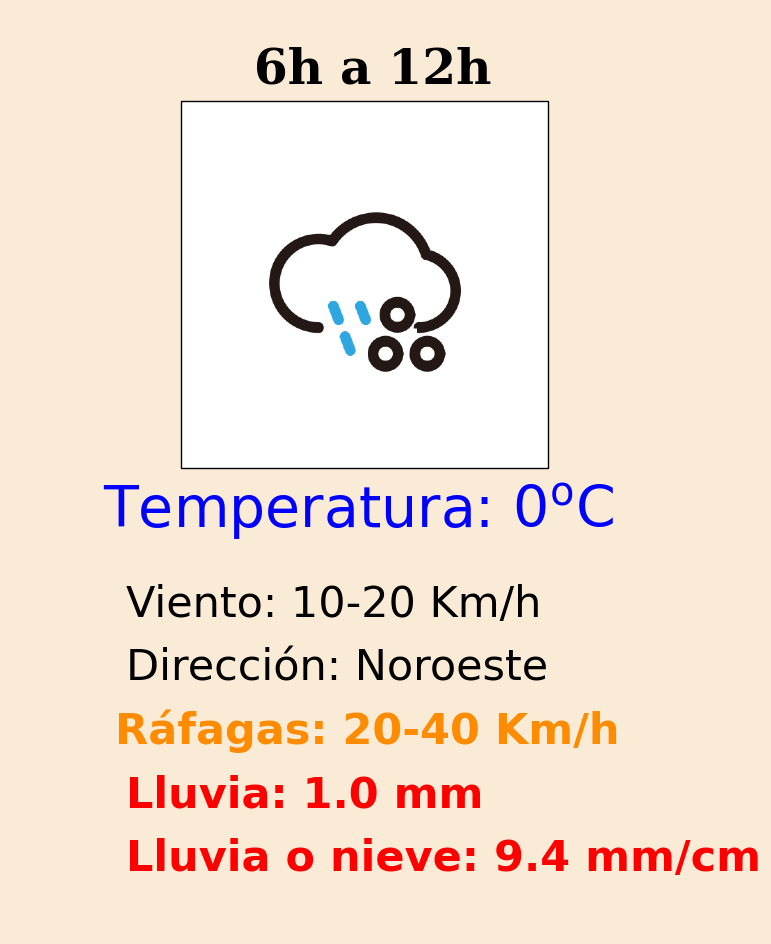 6h a 12h
Temperatura: 0ºC
Viento: 10-20 Km/h
Dirección: Noroeste
Ráfagas: 20-40 Km/h
Lluvia: 1.0 mm
Lluvia o nieve: 9.4 mm/cm